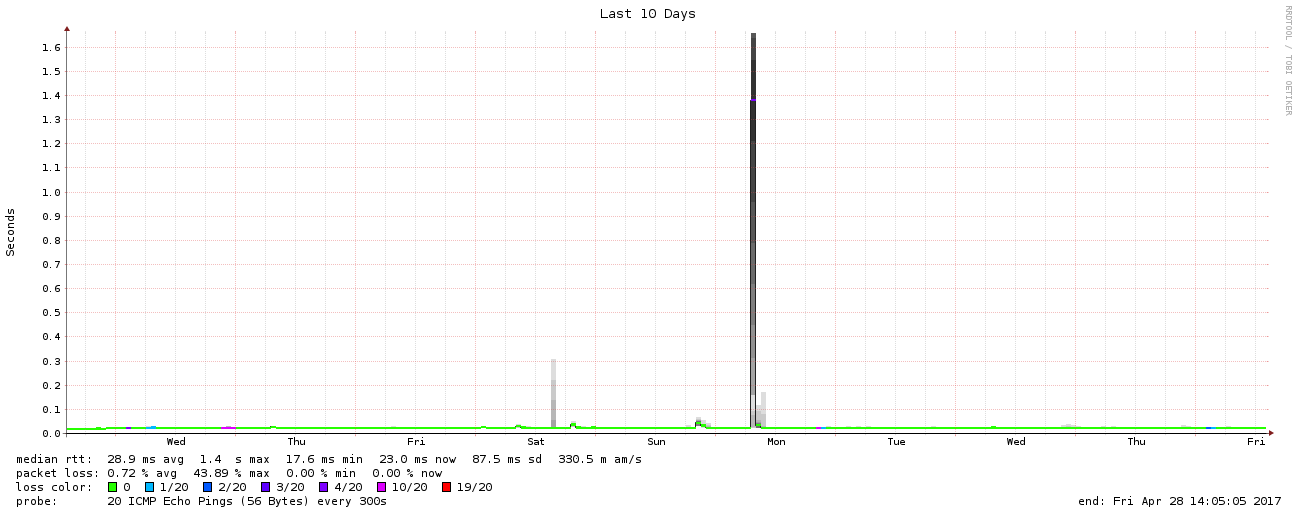 Last 10 Days
RRDTOOL / TOBI OETIKER
Seconds
1.6
1.5
1.4
1.3
1.2
1.1
1.0
0.9
0.8
0.7
0.6
0.5
0.4
0.3
0.2
0.1
0.0
Wed Thu Fri Sat Sun Mon Tue Wed Thu Fri
median rtt: 28.9 ms avg 1.4 s max 17.6 ms min 23.0 ms now 87.5 ms sd 330.5 m am/s
packet loss: 0.72 % avg 43.89 % max 0.00 % min 0.00 % now
loss color: 0 1/20 2/20 3/20 4/20 10/20 19/20
probe: 20 ICMP Echo Pings (56 Bytes) every 300s end: Fri Apr 28 14:05:05 2017